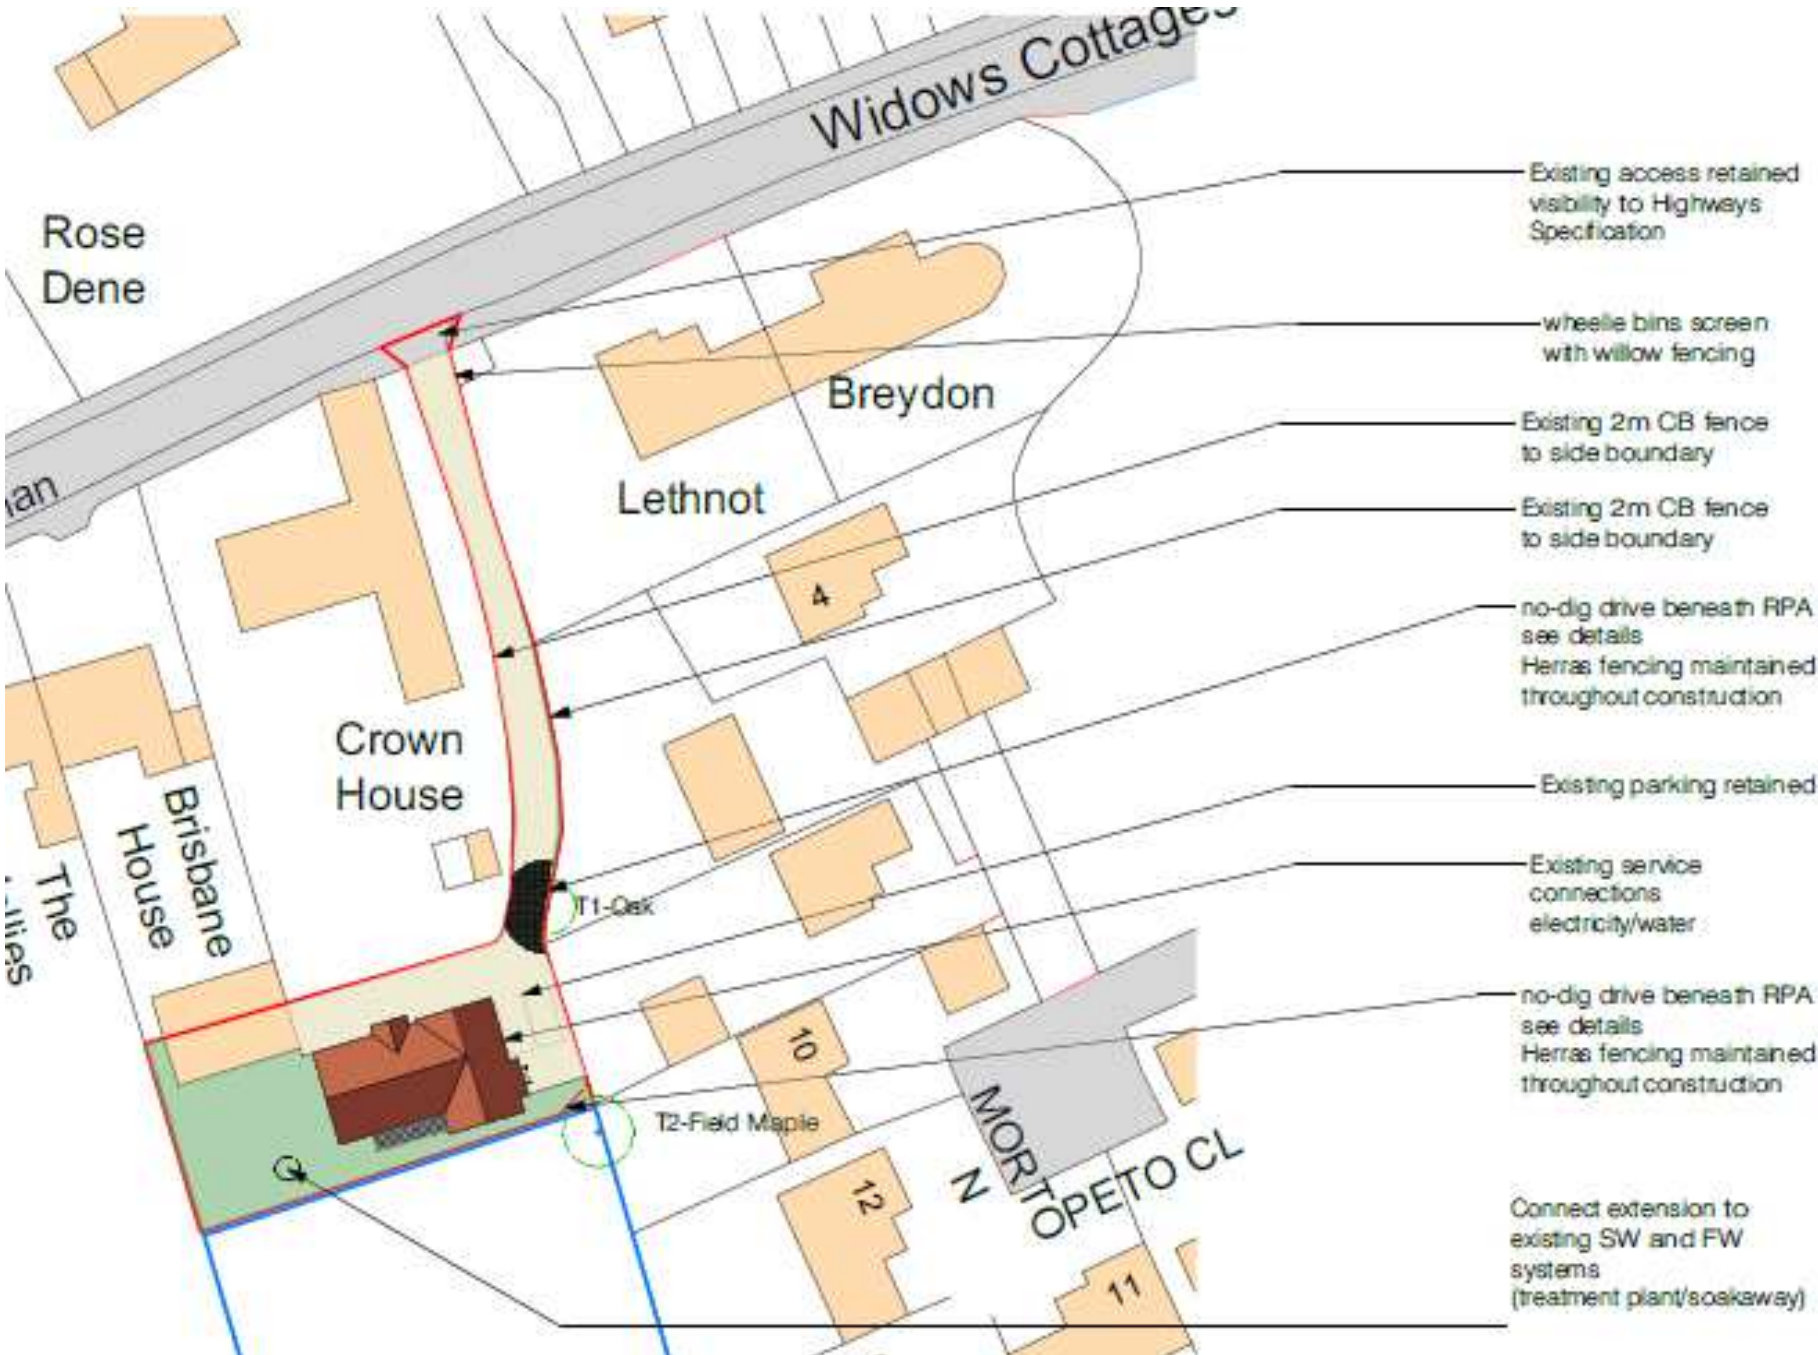 Widows Cottages
Rose
Dene
Breydon
Lethnot
4
Crown
House
Brisbane
House
The
T1-Oak
T2-Field Maple
10
12
11
MORT
N
OPETO CL
Existing access retained
visibility to Highways
Specification
wheelie bins screen
with willow fencing
Existing 2m CB fence
to side boundary
Existing 2m CB fence
to side boundary
no-dig drive beneath RPA
see details
Herras fencing maintained
throughout construction
Existing parking retained
Existing service
connections
electricity/water
no-dig drive beneath RPA
see details
Herras fencing maintained
throughout construction
Connect extension to
existing SW and FW
systems
(treatment plant/soakaway)